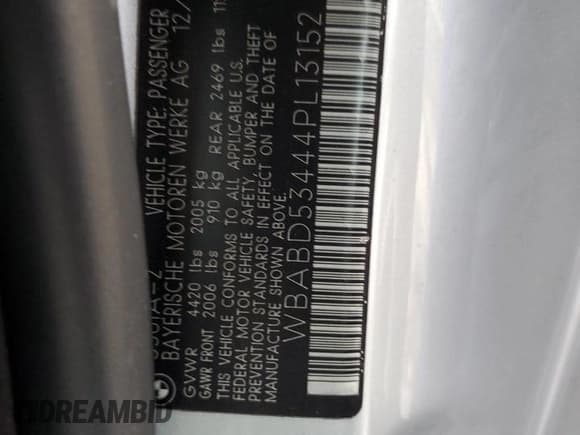 VEHICLE TYPE: PASSENGER
BAYERISCHE MOTOREN WERKE AG 12/
GVWR 4420 lbs 2005 kg
GAWR FRONT 2006 lbs 910 kg REAR 2469 lbs 11
THIS VEHICLE CONFORMS TO ALL APPLICABLE U.S.
FEDERAL MOTOR VEHICLE SAFETY, BUMPER AND THEFT
PREVENTION STANDARDS IN EFFECT ON THE DATE OF
MANUFACTURE SHOWN ABOVE.
WBABD53444PL13152
DREAMBID